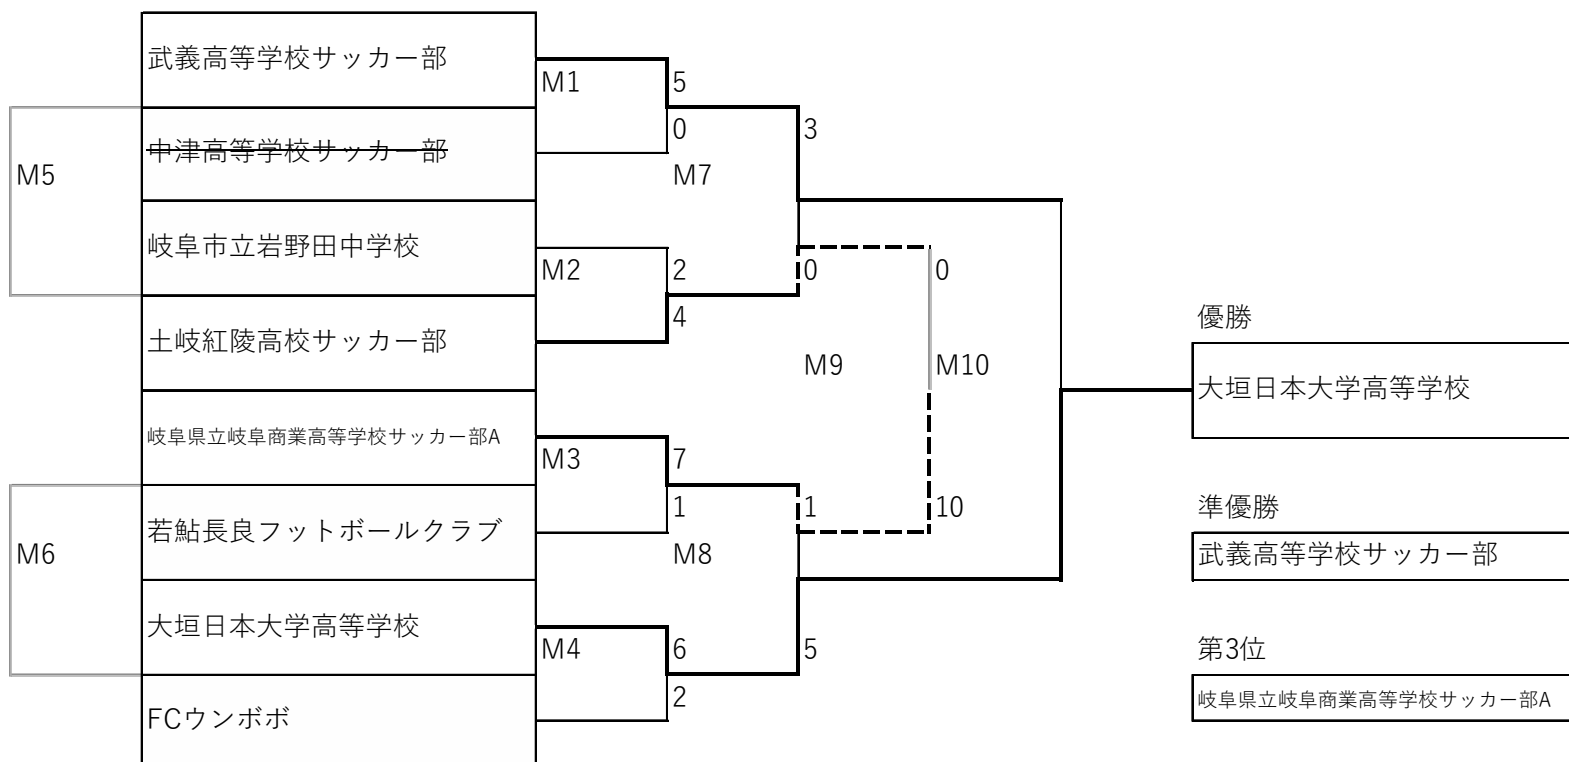 武義高等学校サッカー部
M1
5
中津高等学校サッカー部
0
3
M5
M7
岐阜市立岩野田中学校
M2
2
0
0
4
土岐紅陵高校サッカー部
M9
M10
優勝
大垣日本大学高等学校
岐阜県立岐阜商業高等学校サッカー部A
M3
7
1
1
10
若鮎長良フットボールクラブ
M6
M8
準優勝
武義高等学校サッカー部
大垣日本大学高等学校
M4
6
5
2
第3位
岐阜県立岐阜商業高等学校サッカー部A
FCウンボボ